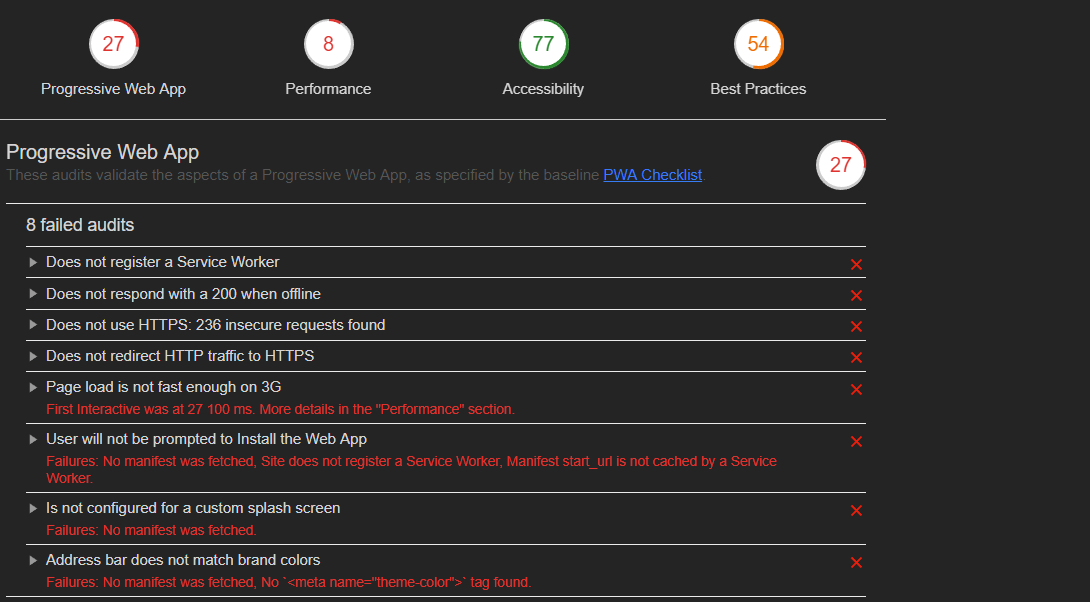 27 8 77 54
Progressive Web App Performance Accessibility Best Practices
Progressive Web App
These audits validate the aspects of a Progressive Web App, as specified by the baseline PWA Checklist.
27
8 failed audits
Does not register a Service Worker
Does not respond with a 200 when offline
Does not use HTTPS: 236 insecure requests found
Does not redirect HTTP traffic to HTTPS
Page load is not fast enough on 3G
First Interactive was at 27 100 ms. More details in the "Performance" section.
User will not be prompted to Install the Web App
Failures: No manifest was fetched, Site does not register a Service Worker, Manifest start_url is not cached by a Service
Worker.
Is not configured for a custom splash screen
Failures: No manifest was fetched.
Address bar does not match brand colors
Failures: No manifest was fetched, No `<meta name="theme-color">` tag found.